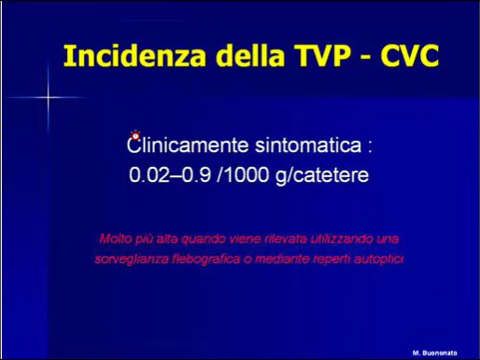 Incidenza della TVP - CVC
Clinicamente sintomatica :
0.02–0.9 /1000 g/catetere
Molto più alta quando viene rilevata utilizzando una
sorveglianza flebografica o mediante reperti autoptici
M. Buononato